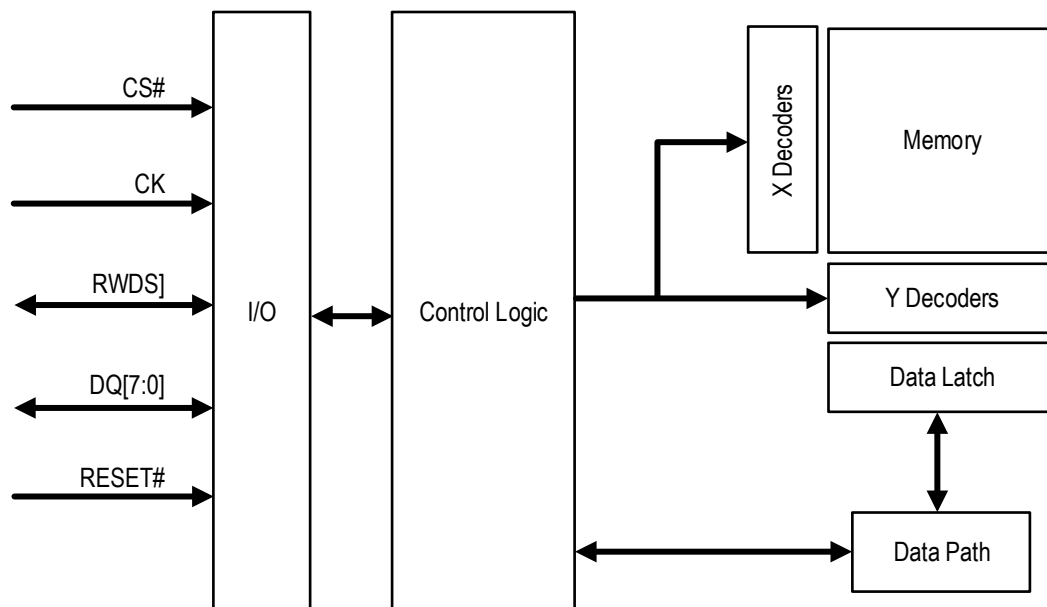 CS#
CK
RWDS]
DQ[7:0]
RESET#
I/O
Control Logic
X Decoders
Memory
Y Decoders
Data Latch
Data Path